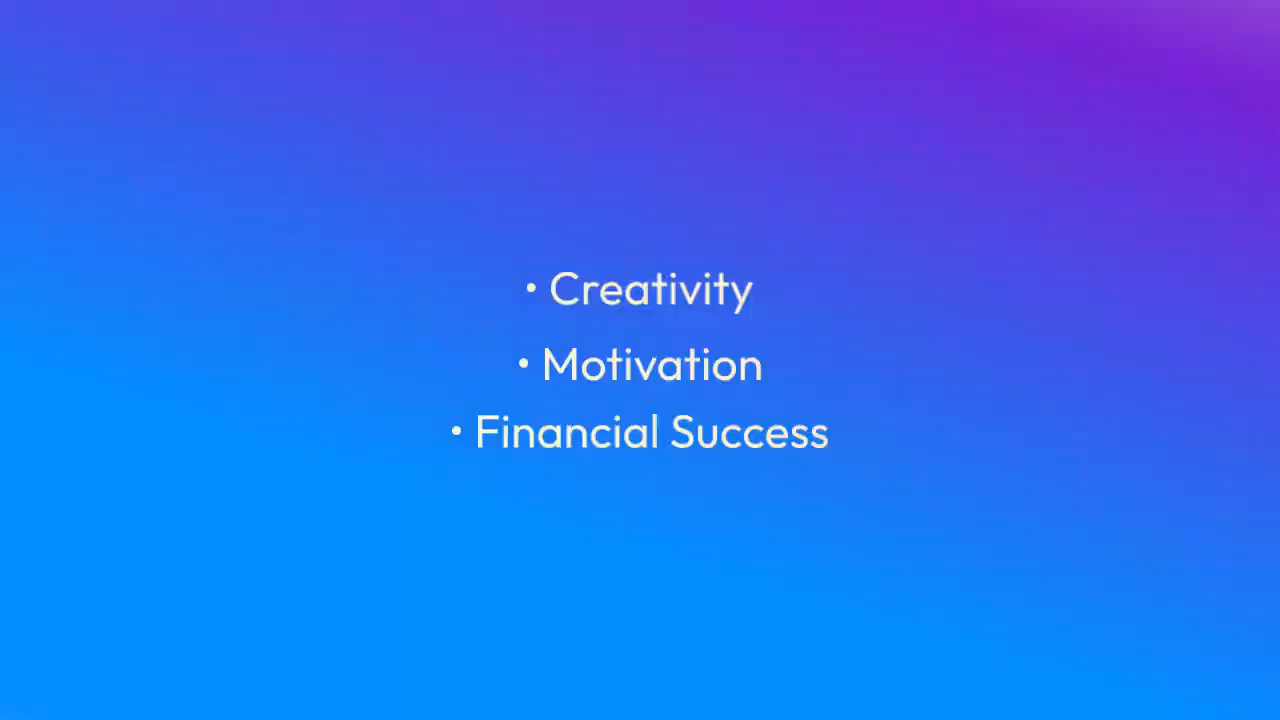 • Creativity
• Motivation
• Financial Success